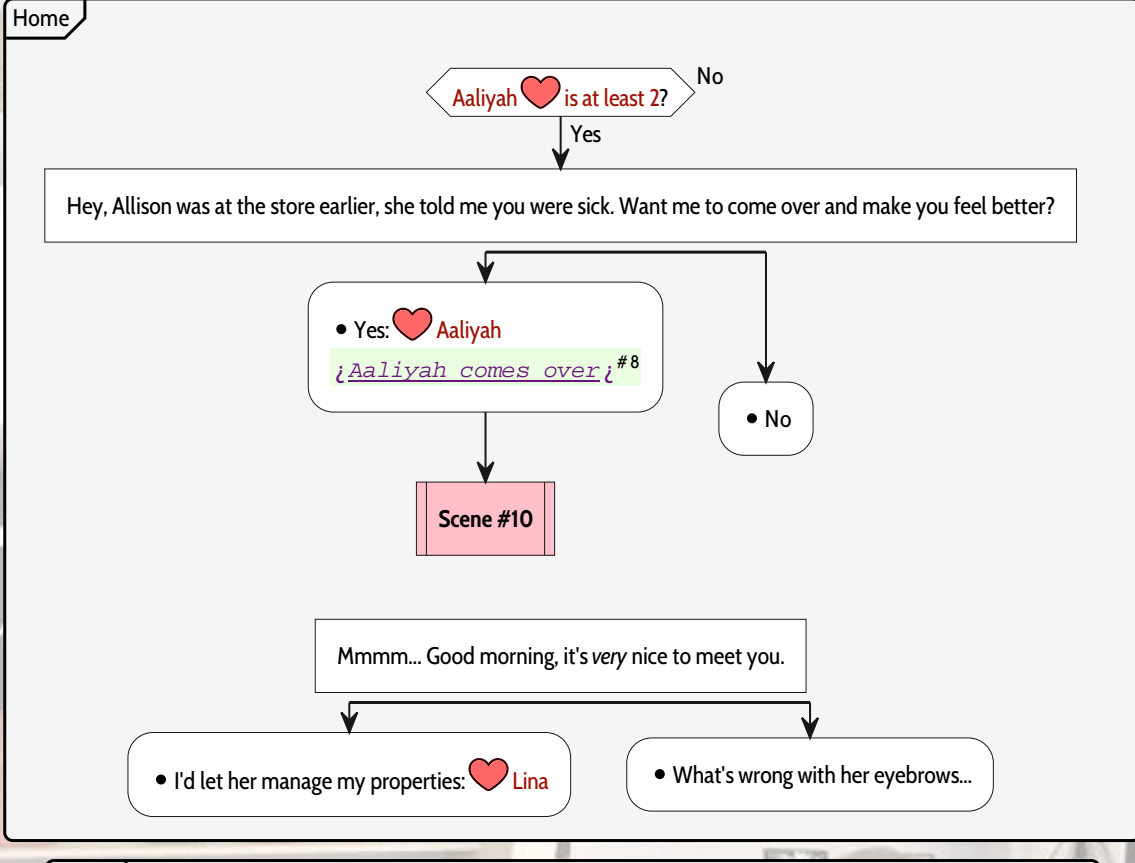 Home
Aaliyah is at least 2?
No
Yes
Hey, Allison was at the store earlier, she told me you were sick. Want me to come over and make you feel better?
• Yes: Aaliyah
¿Aaliyah comes over¿#8
• No
Scene #10
Mmmm... Good morning, it's very nice to meet you.
• I'd let her manage my properties: Lina
• What's wrong with her eyebrows...